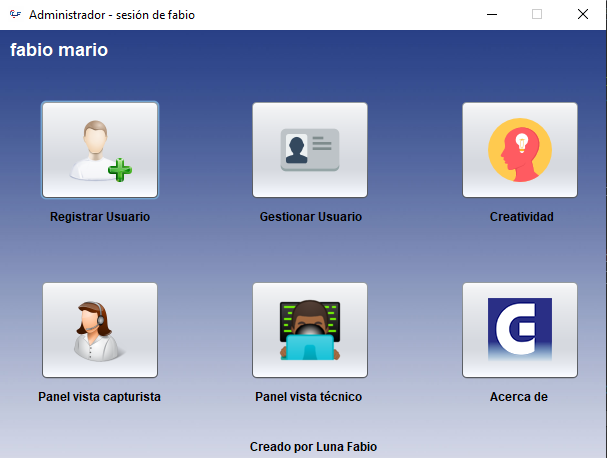 Administrador - sesión de fabio
fabio mario
Registrar Usuario
Gestionar Usuario
Creatividad
Panel vista capturista
Panel vista técnico
Acerca de
Creado por Luna Fabio